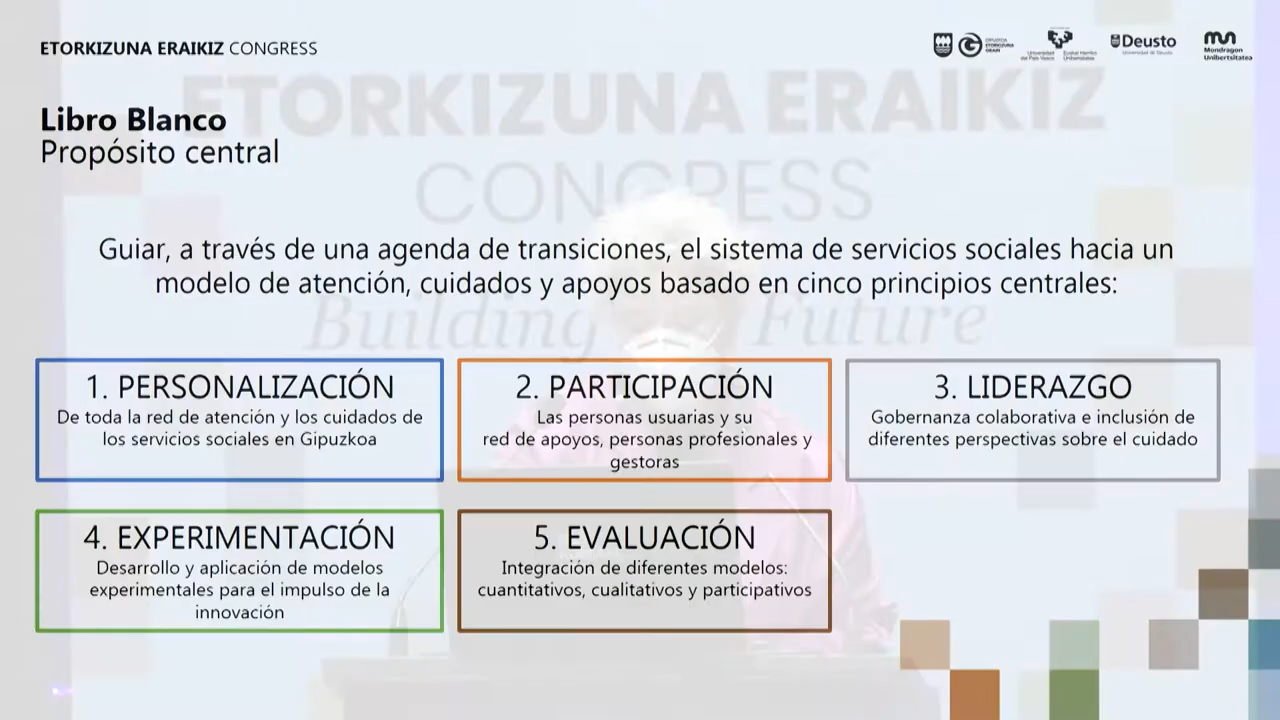 ETORKIZUNA ERAIKIZ CONGRESS
Deusto
Mondragon
Unibertsitatea
ETORKIZUNA ERAIKIZ
CONGRESS
Building Future
Libro Blanco
Propósito central
Guiar, a través de una agenda de transiciones, el sistema de servicios sociales hacia un
modelo de atención, cuidados y apoyos basado en cinco principios centrales:
1. PERSONALIZACIÓN
De toda la red de atención y los cuidados de
los servicios sociales en Gipuzkoa
2. PARTICIPACIÓN
Las personas usuarias y su
red de apoyos, personas profesionales y
gestoras
3. LIDERAZGO
Gobernanza colaborativa e inclusión de
diferentes perspectivas sobre el cuidado
4. EXPERIMENTACIÓN
Desarrollo y aplicación de modelos
experimentales para el impulso de la
innovación
5. EVALUACIÓN
Integración de diferentes modelos:
cuantitativos, cualitativos y participativos